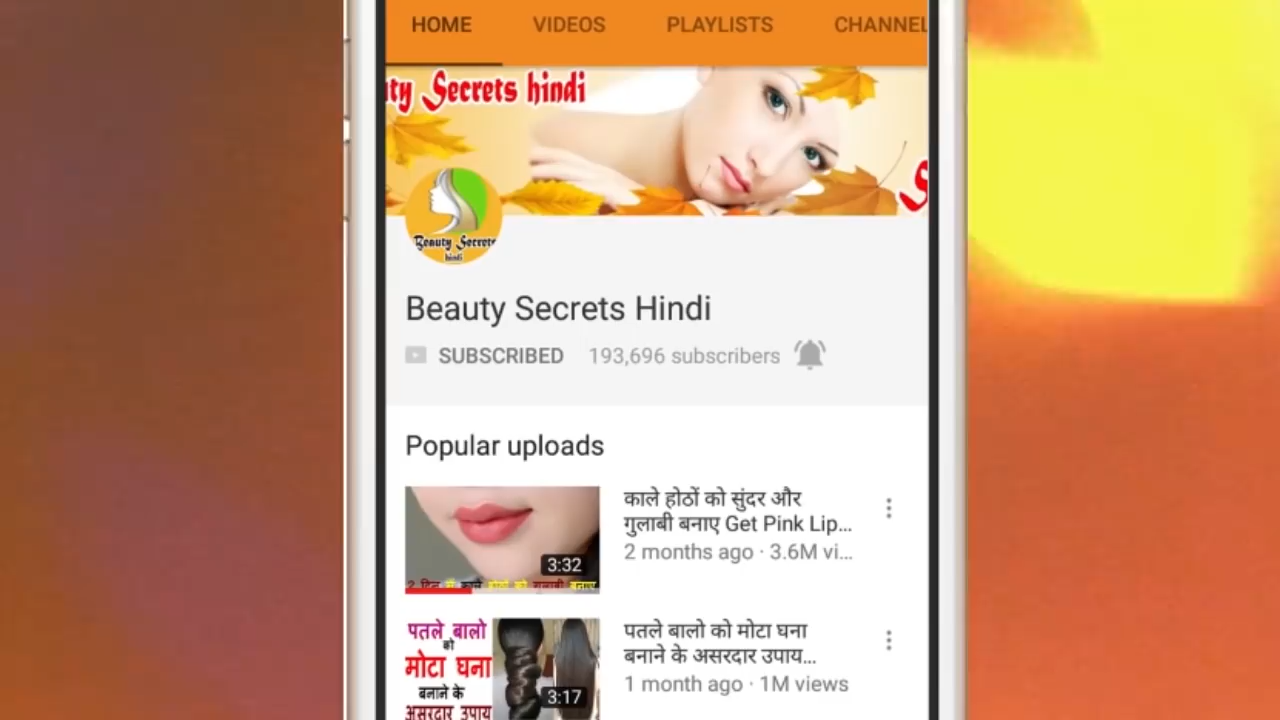 HOME VIDEOS PLAYLISTS CHANNEL
ty Secrets hindi
S
Beauty Secrets
hindi
Beauty Secrets Hindi
SUBSCRIBED 193,696 subscribers
Popular uploads
काले होठों को सुंदर और
गुलाबी बनाए Get Pink Lip...
2 months ago · 3.6M vi...
3:32
2 दिन में काले होठों को गुलाबी बनाए
पतले बालो को मोटा घना
बनाने के असरदार उपाय...
1 month ago · 1M views
पतले बालो
को
मोटा घना
बनाने के
असरदार उपाय
3:17